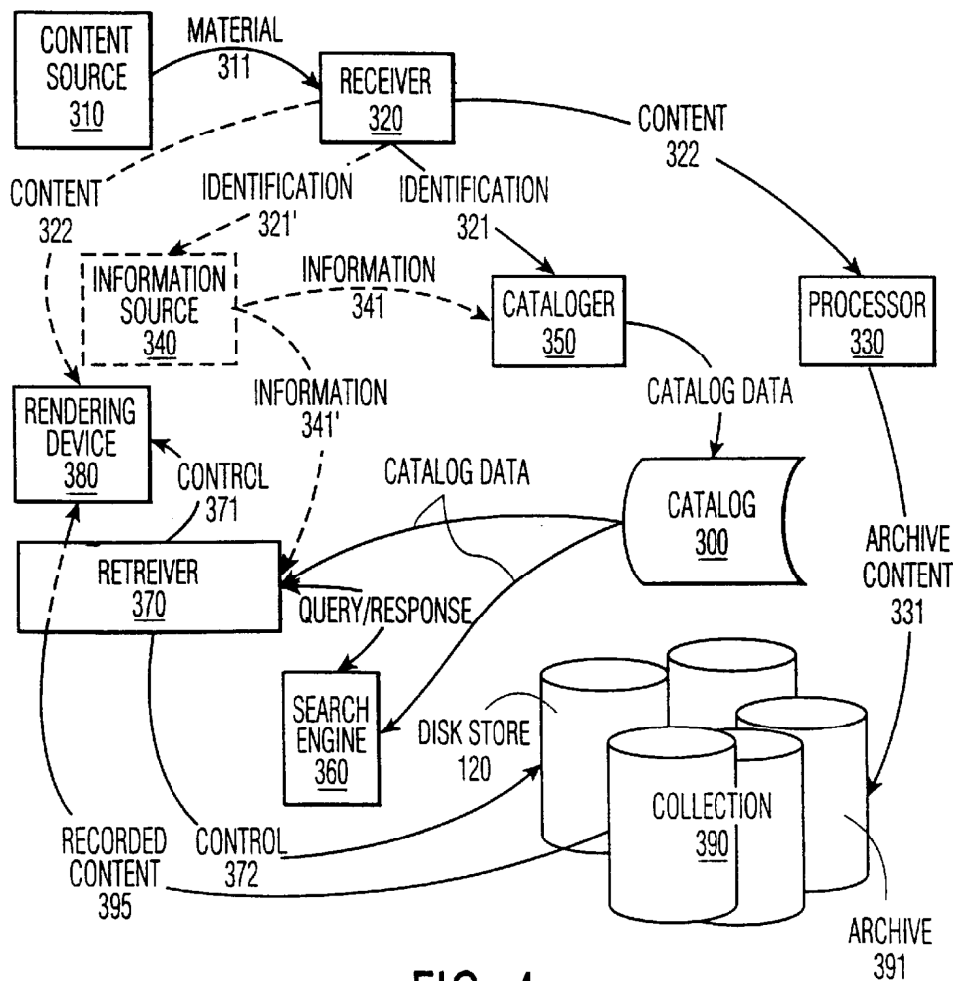 CONTENT
SOURCE
310
MATERIAL
311
RECEIVER
320
CONTENT
322
CONTENT
322
IDENTIFICATION
321'
IDENTIFICATION
321
INFORMATION
SOURCE
340
INFORMATION
341
CATALOGER
350
PROCESSOR
330
INFORMATION
341'
CATALOG DATA
RENDERING
DEVICE
380
CONTROL
371
CATALOG DATA
CATALOG
300
ARCHIVE
CONTENT
331
RETREIVER
370
QUERY/RESPONSE
SEARCH
ENGINE
360
DISK STORE
120
COLLECTION
390
RECORDED
CONTENT
395
CONTROL
372
ARCHIVE
391